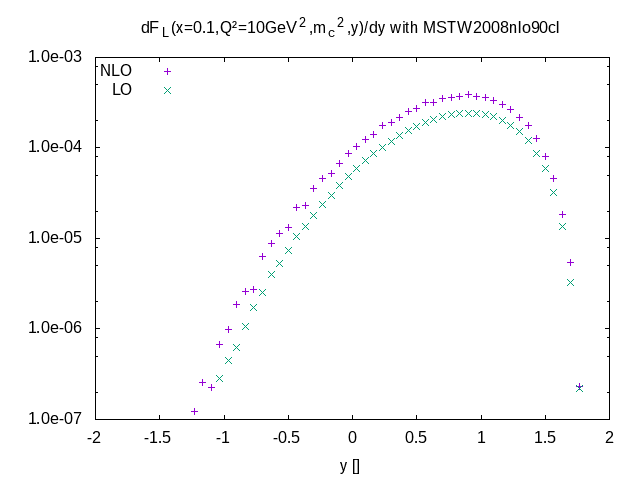 dF_L(x=0.1,Q²=10GeV²,m_c²,y)/dy with MSTW2008nlo90cl
1.0e-03
NLO
LO
1.0e-04
1.0e-05
1.0e-06
1.0e-07
-2 -1.5 -1 -0.5 0 0.5 1 1.5 2
y []